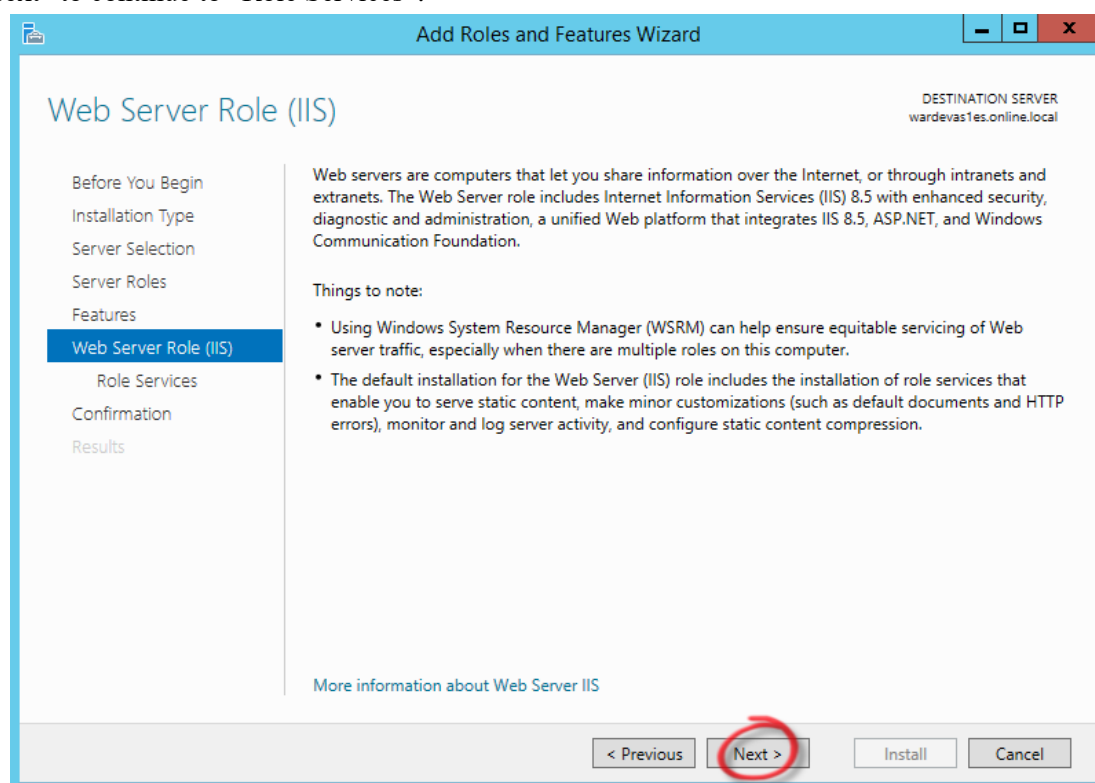 to continue to
Add Roles and Features Wizard
Web Server Role (IIS)
DESTINATION SERVER
wardevas1es.online.local
Before You Begin
Installation Type
Server Selection
Server Roles
Features
Web Server Role (IIS)
Role Services
Confirmation
Results
Web servers are computers that let you share information over the Internet, or through intranets and
extranets. The Web Server role includes Internet Information Services (IIS) 8.5 with enhanced security,
diagnostic and administration, a unified Web platform that integrates IIS 8.5, ASP.NET, and Windows
Communication Foundation.
Things to note:
• Using Windows System Resource Manager (WSRM) can help ensure equitable servicing of Web
server traffic, especially when there are multiple roles on this computer.
• The default installation for the Web Server (IIS) role includes the installation of role services that
enable you to serve static content, make minor customizations (such as default documents and HTTP
errors), monitor and log server activity, and configure static content compression.
More information about Web Server IIS
< Previous Next > Install Cancel